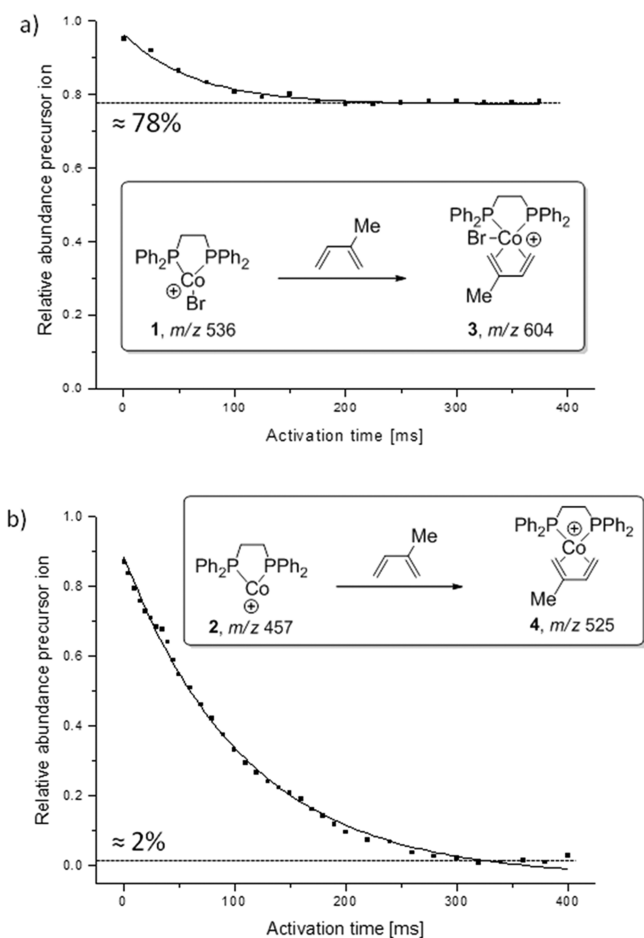 a)
1.0
0.8
0.6
0.4
0.2
0.0
Relative abundance precursor ion
≈ 78%
Ph₂P PPh₂
Co
⊕
Br
1, m/z 536
Me
Ph₂P PPh₂
Br Co ⊕
Me
3, m/z 604
0 100 200 300 400
Activation time [ms]
b)
1.0
0.8
0.6
0.4
0.2
0.0
Relative abundance precursor ion
Ph₂P PPh₂
Co
⊕
2, m/z 457
Me
Ph₂P ⊕ PPh₂
Co
Me
4, m/z 525
≈ 2%
0 100 200 300 400
Activation time [ms]